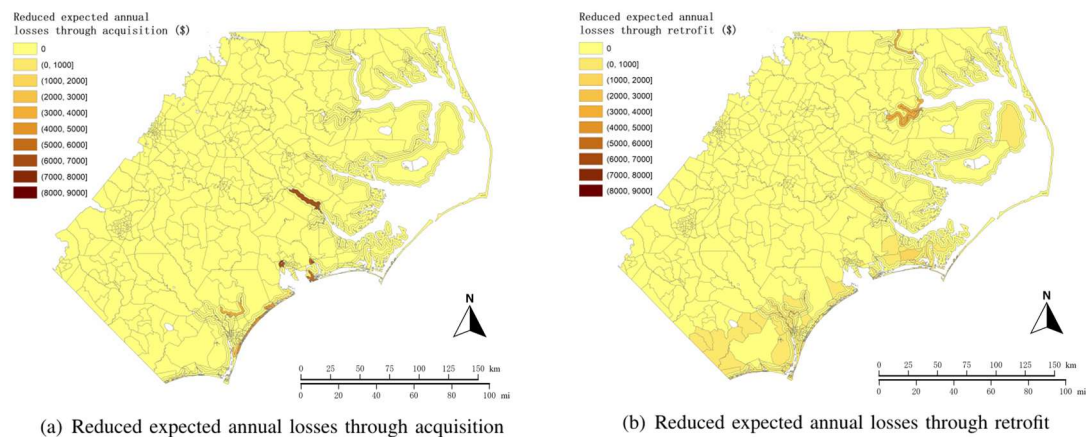 Reduced expected annual
losses through acquisition ($)
0
(0, 1000]
(1000, 2000]
(2000, 3000]
(3000, 4000]
(4000, 5000]
(5000, 6000]
(6000, 7000]
(7000, 8000]
(8000, 9000]
N
0 25 50 75 100 125 150 km
0 20 40 60 80 100 mi
(a) Reduced expected annual losses through acquisition
Reduced expected annual
losses through retrofit ($)
0
(0, 1000]
(1000, 2000]
(2000, 3000]
(3000, 4000]
(4000, 5000]
(5000, 6000]
(6000, 7000]
(7000, 8000]
(8000, 9000]
N
0 25 50 75 100 125 150 km
0 20 40 60 80 100 mi
(b) Reduced expected annual losses through retrofit